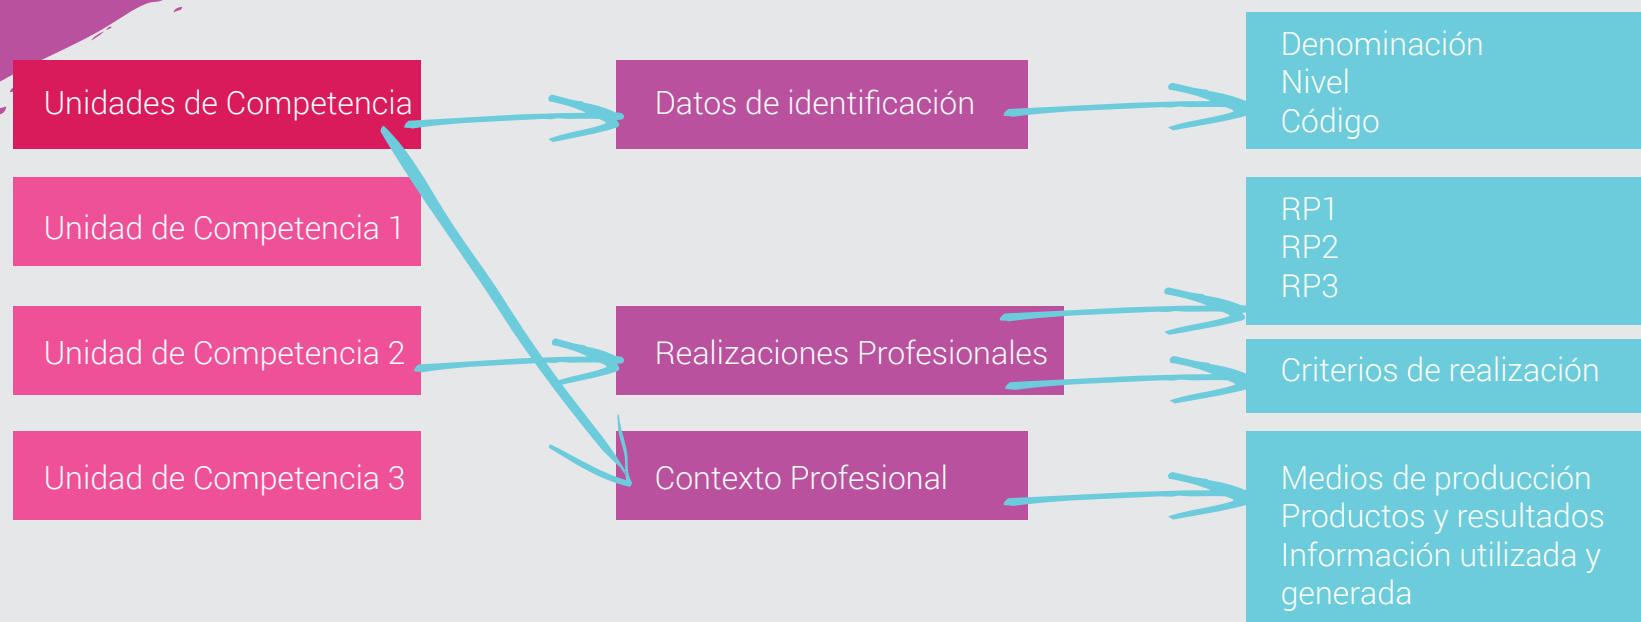 Unidades de Competencia
Unidad de Competencia 1
Unidad de Competencia 2
Unidad de Competencia 3
Datos de identificación
Realizaciones Profesionales
Contexto Profesional
Denominación
Nivel
Código
RP1
RP2
RP3
Criterios de realización
Medios de producción
Productos y resultados
Información utilizada y
generada